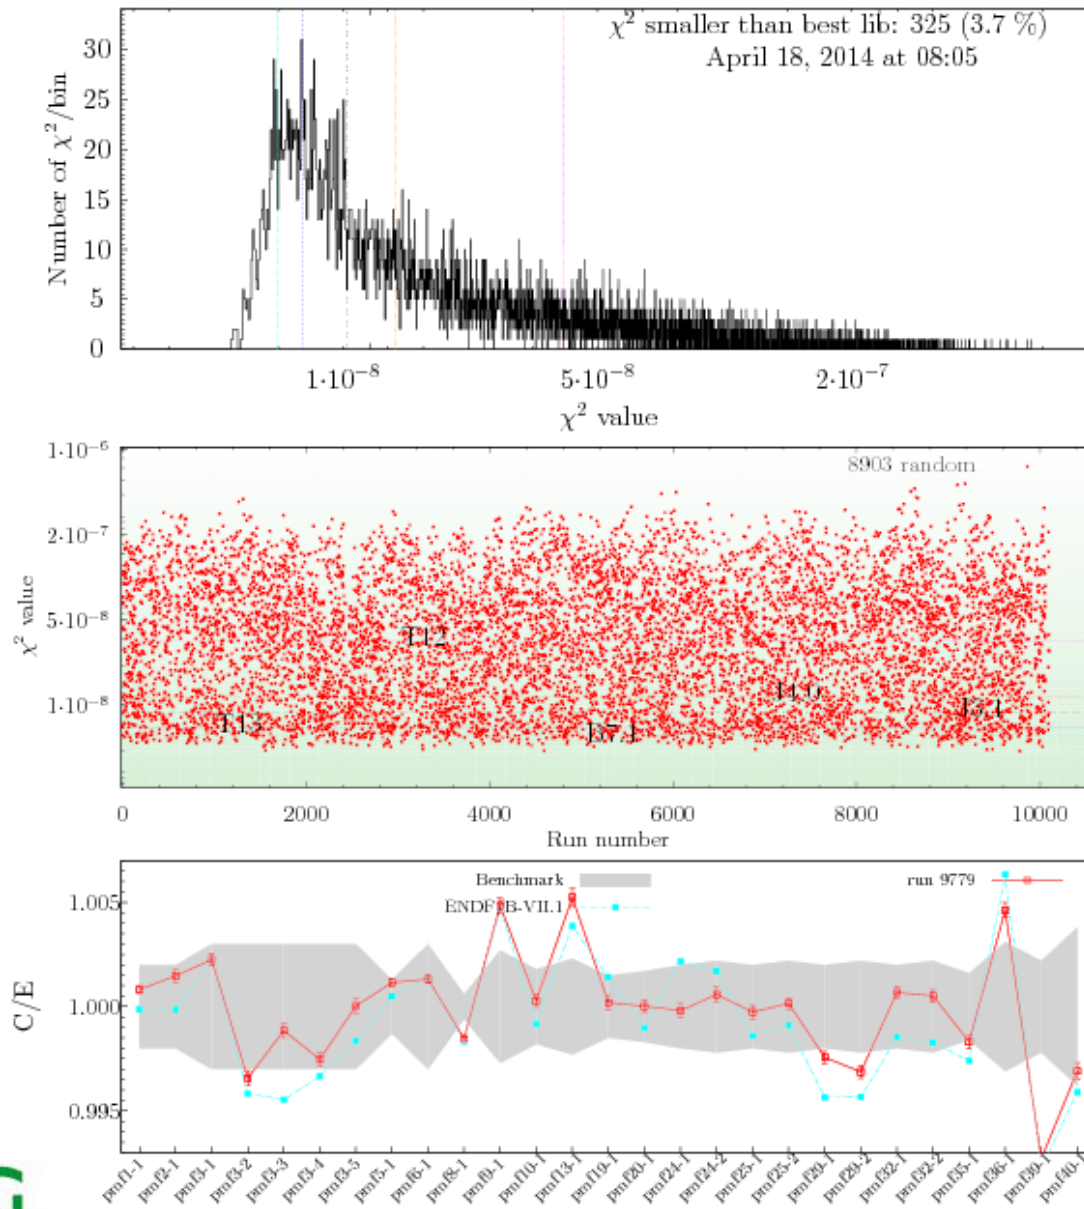 χ² smaller than best lib: 325 (3.7 %)
April 18, 2014 at 08:05
Number of χ²/bin
30
25
20
15
10
5
0
1·10⁻⁸ 5·10⁻⁸ 2·10⁻⁷
χ² value
8903 random
χ² value
1·10⁻⁶
2·10⁻⁷
5·10⁻⁸
1·10⁻⁸
T12
T13
0 2000 4000 6000 8000 10000
Run number
Benchmark
ENDF/B-VII.1
run 9779
C/E
1.005
1.000
0.995
pmf1-1 pmf2-1 pmf3-1 pmf3-2 pmf3-3 pmf3-4 pmf3-5 pmf5-1 pmf6-1 pmf8-1 pmf9-1 pmf10-1 pmf13-1 pmf19-1 pmf20-1 pmf24-1 pmf24-2 pmf25-1 pmf25-2 pmf29-1 pmf29-2 pmf32-1 pmf32-2 pmf35-1 pmf36-1 pmf39-1